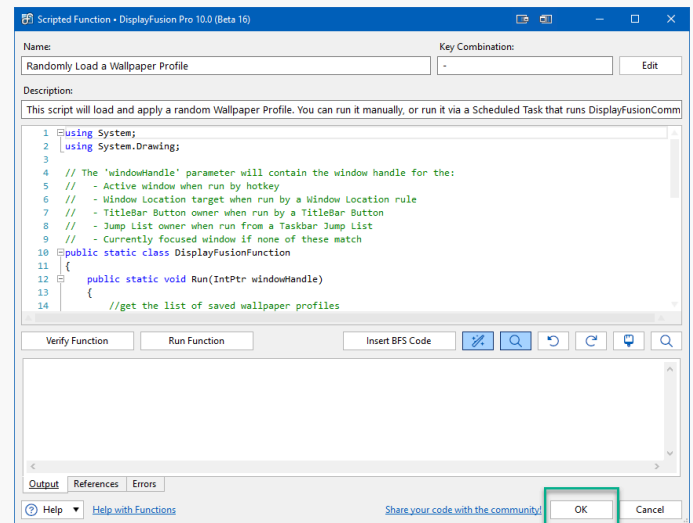 Scripted Function • DisplayFusion Pro 10.0 (Beta 16)
Name:
Key Combination:
Randomly Load a Wallpaper Profile
-
Edit
Description:
This script will load and apply a random Wallpaper Profile. You can run it manually, or run it via a Scheduled Task that runs DisplayFusionComm
1 using System;
2 using System.Drawing;
3
4 // The 'windowHandle' parameter will contain the window handle for the:
5 //   - Active window when run by hotkey
6 //   - Window Location target when run by a Window Location rule
7 //   - TitleBar Button owner when run by a TitleBar Button
8 //   - Jump List owner when run from a Taskbar Jump List
9 //   - Currently focused window if none of these match
10 public static class DisplayFusionFunction
11 {
12     public static void Run(IntPtr windowHandle)
13     {
14         //get the list of saved wallpaper profiles
Verify Function
Run Function
Insert BFS Code
Output
References
Errors
Help
Help with Functions
Share your code with the community!
OK
Cancel